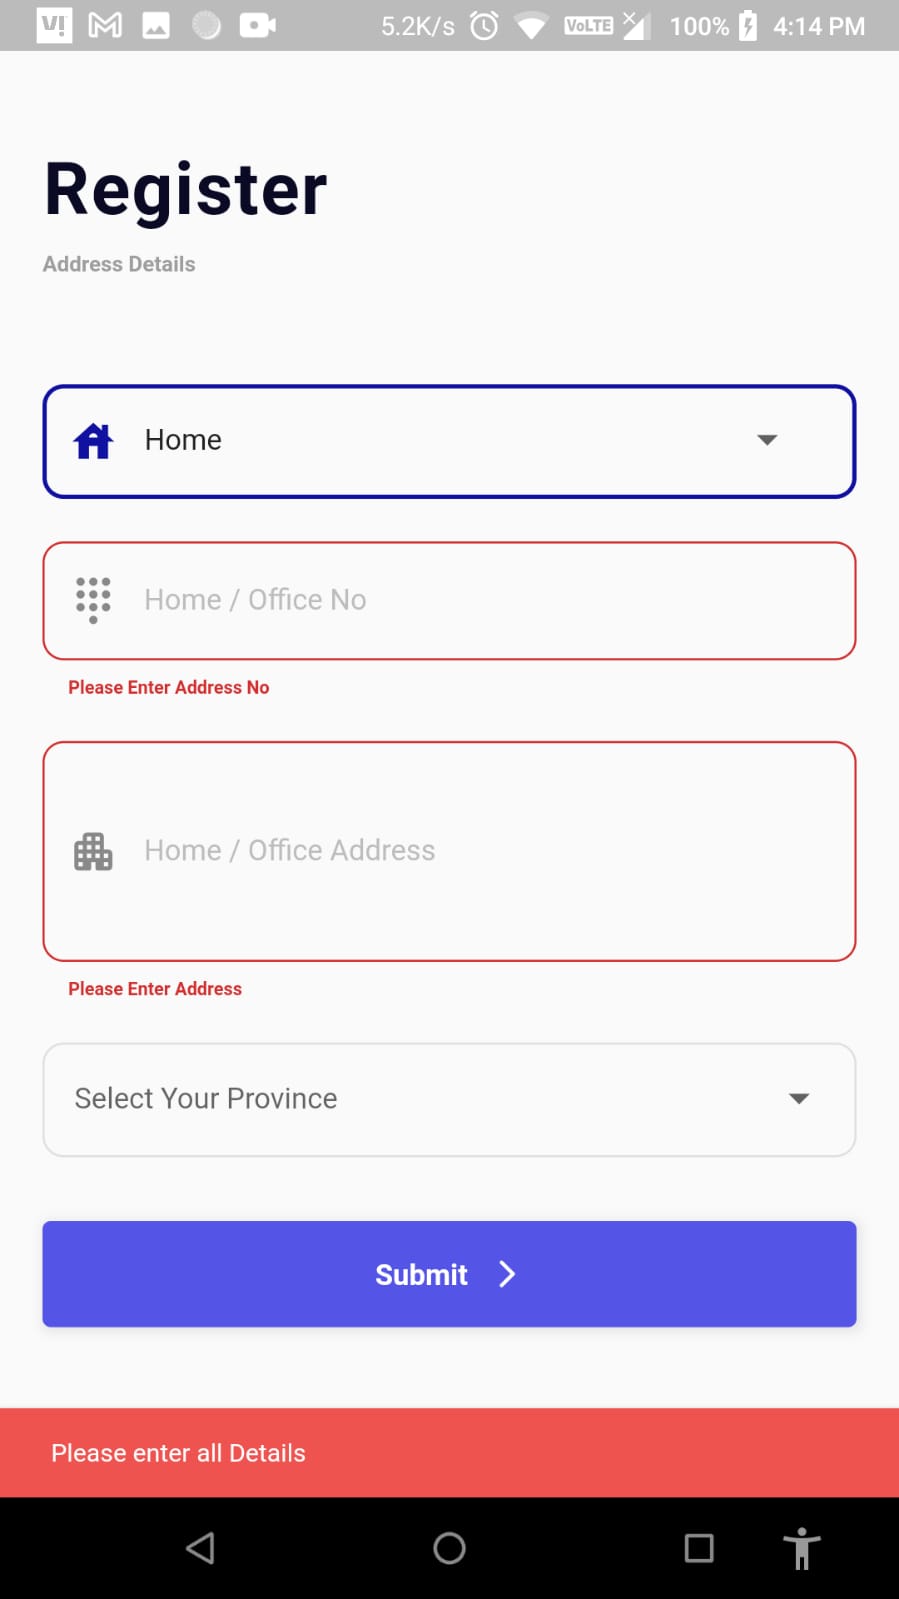 5.2K/s VoLTE 100% 4:14 PM
Register
Address Details
Home
Home / Office No
Please Enter Address No
Home / Office Address
Please Enter Address
Select Your Province
Submit
Please enter all Details